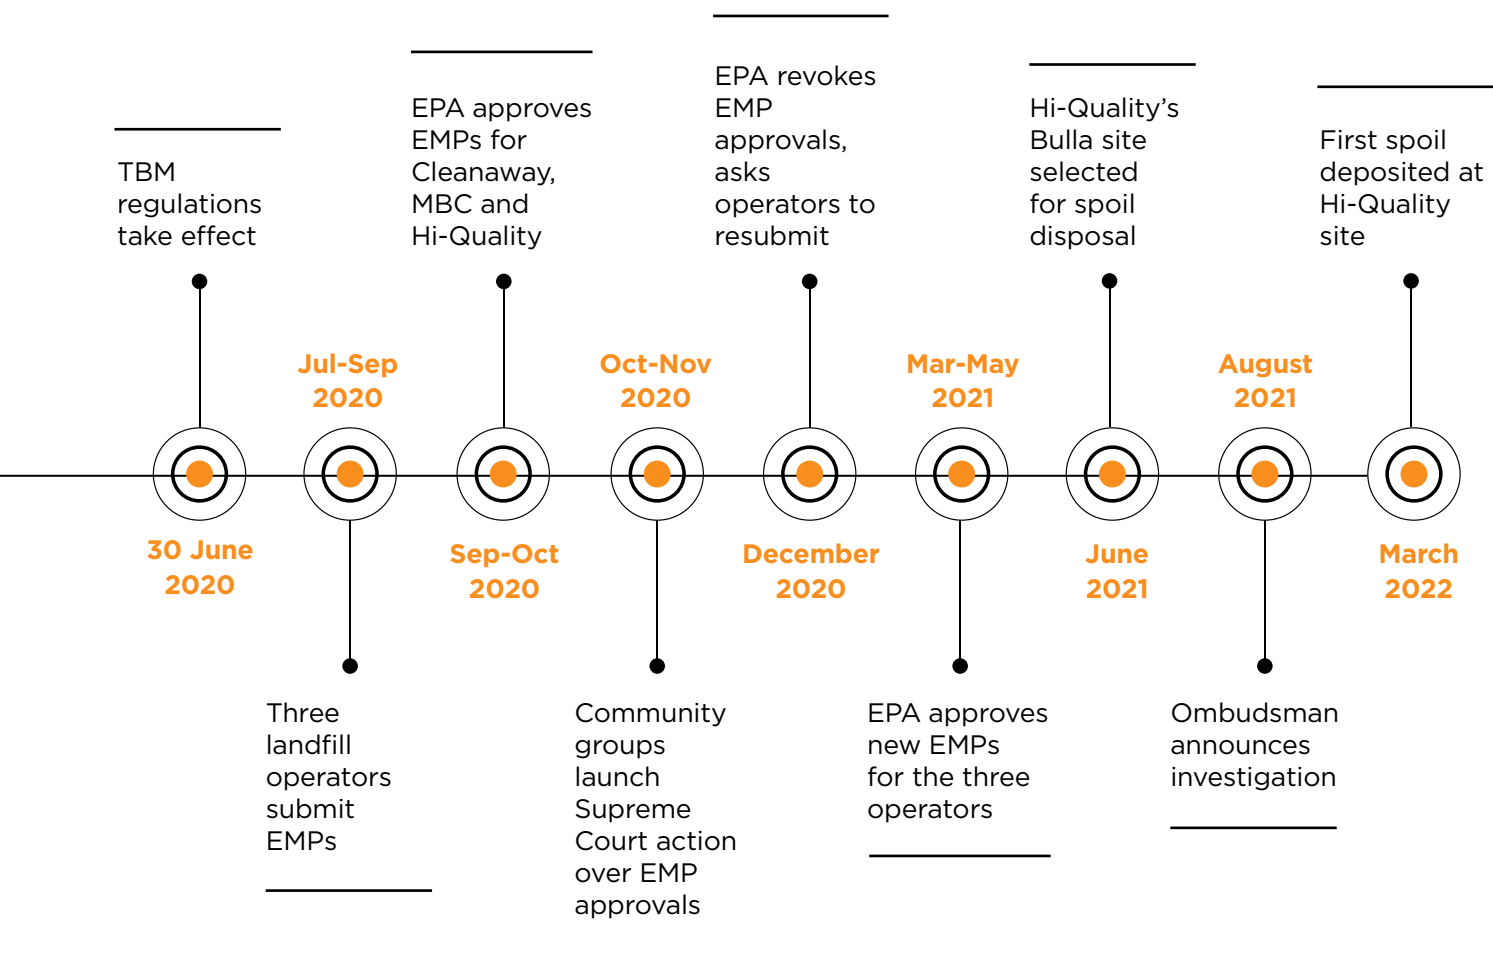 TBM
regulations
take effect
30 June
2020
Jul-Sep
2020
Three
landfill
operators
submit
EMPs
EPA approves
EMPs for
Cleanaway,
MBC and
Hi-Quality
Sep-Oct
2020
Oct-Nov
2020
Community
groups
launch
Supreme
Court action
over EMP
approvals
EPA revokes
EMP
approvals,
asks
operators to
resubmit
December
2020
Mar-May
2021
EPA approves
new EMPs
for the three
operators
Hi-Quality’s
Bulla site
selected
for spoil
disposal
June
2021
August
2021
Ombudsman
announces
investigation
First spoil
deposited at
Hi-Quality
site
March
2022